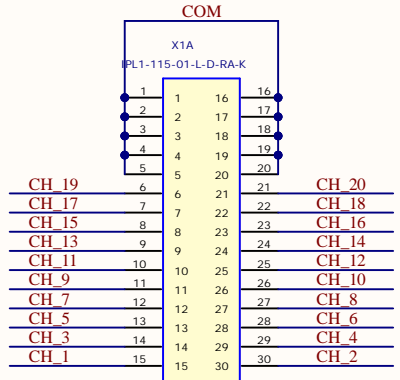 COM
X1A
IPL1-115-01-L-D-RA-K
1 1 16 16
2 2 17 17
3 3 18 18
4 4 19 19
5 5 20 20
CH_19 6 6 21 21 CH_20
CH_17 7 7 22 22 CH_18
CH_15 8 8 23 23 CH_16
CH_13 9 9 24 24 CH_14
CH_11 10 10 25 25 CH_12
CH_9 11 11 26 26 CH_10
CH_7 12 12 27 27 CH_8
CH_5 13 13 28 28 CH_6
CH_3 14 14 29 29 CH_4
CH_1 15 15 30 30 CH_2